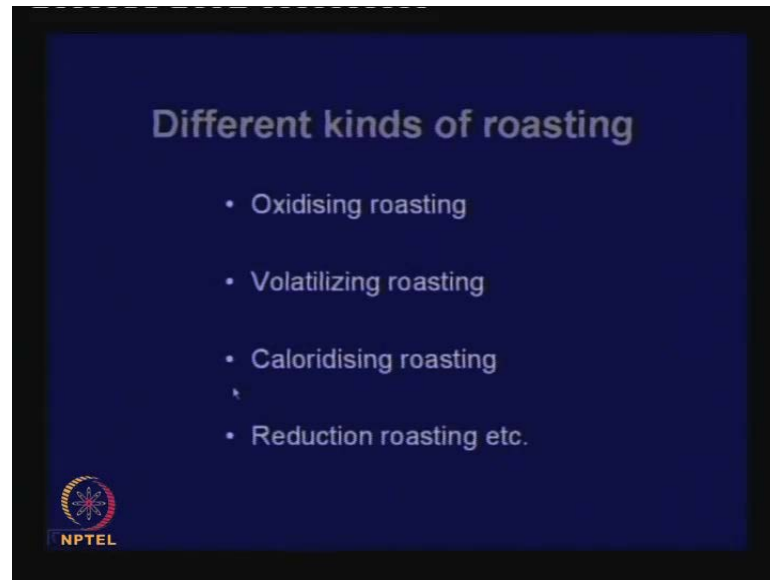 Different kinds of roasting
• Oxidising roasting
• Volatilizing roasting
• Caloridising roasting
• Reduction roasting etc.
NPTEL